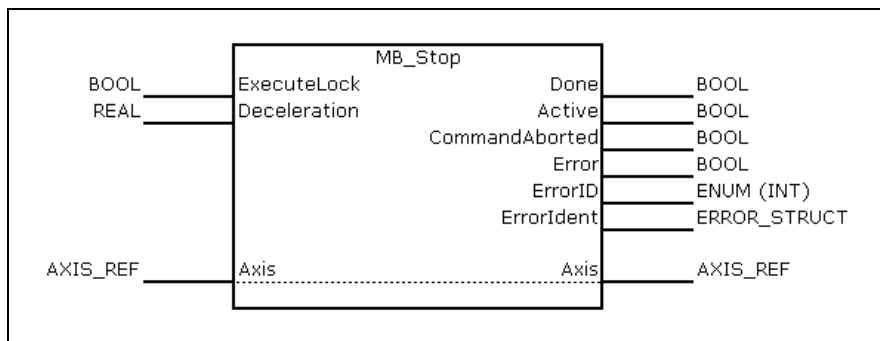 MB_Stop
BOOL ExecuteLock Done BOOL
REAL Deceleration Active BOOL
CommandAborted BOOL
Error BOOL
ErrorID ENUM (INT)
ErrorIdent ERROR_STRUCT
AXIS_REF Axis Axis AXIS_REF